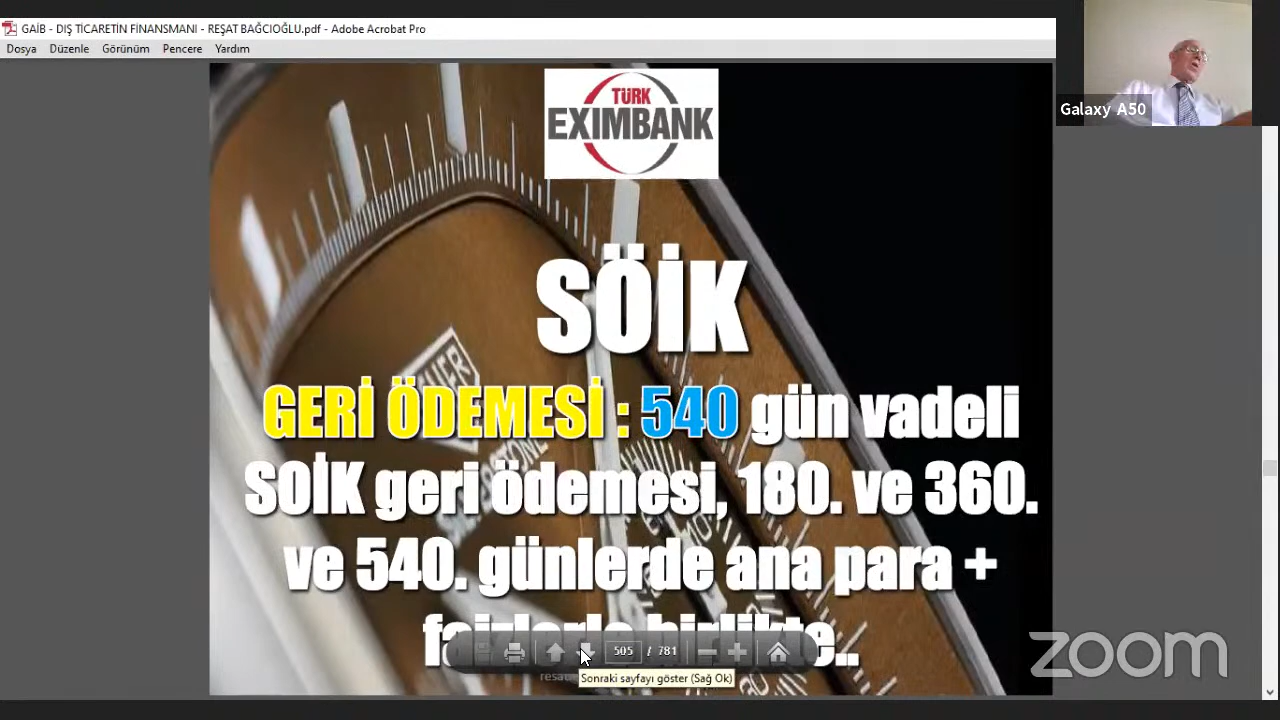 GAİB - DIŞ TİCARETİN FİNANSMANI - REŞAT BAĞCIOĞLU.pdf - Adobe Acrobat Pro
Dosya Düzenle Görünüm Pencere Yardım
Galaxy A50
TÜRK
EXIMBANK
SÖİK
GERİ ÖDEMESİ : 540 gün vadeli
SOİK geri ödemesi, 180. ve 360.
ve 540. günlerde ana para +
faizlerle birlikte..
505 / 781
Sonraki sayfayı göster (Sağ Ok)
zoom